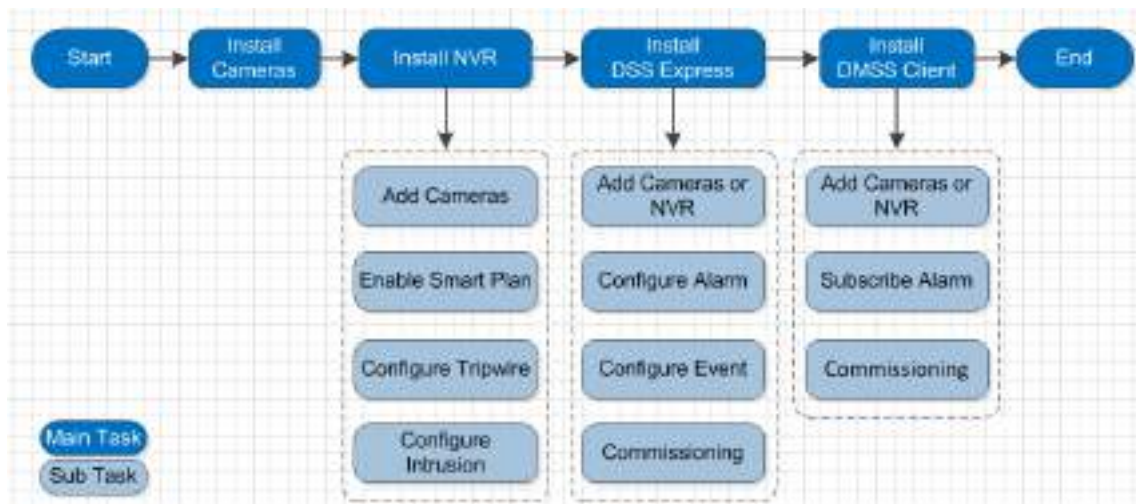 Start
Install
Cameras
Install NVR
Install
DSS Express
Install
DMSS Client
End
Add Cameras
Enable Smart Plan
Configure Tripwire
Configure
Intrusion
Add Cameras or
NVR
Configure Alarm
Configure Event
Commissioning
Add Cameras or
NVR
Subscribe Alarm
Commissioning
Main Task
Sub Task